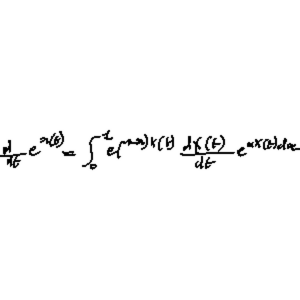 d/dt e^x(t) = ∫_0^1 e^(1-α)X(t) dX(t)/dt e^αX(t) dα